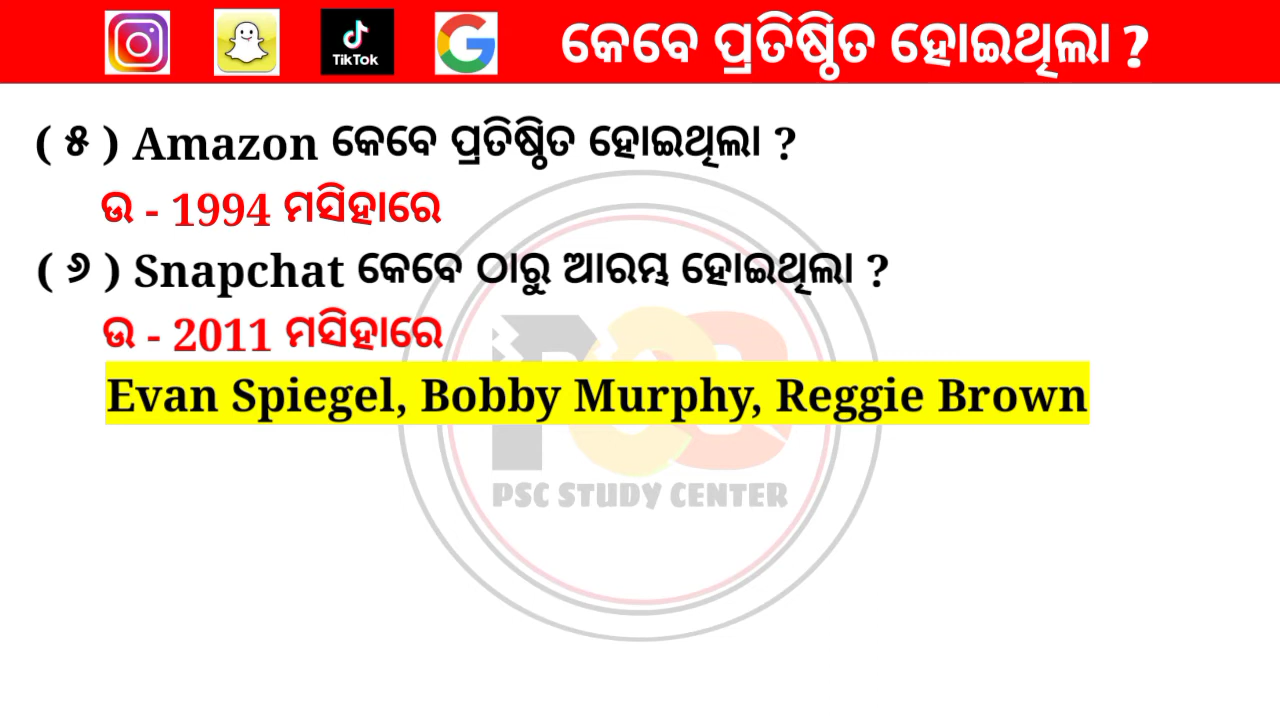 TikTok
କେବେ ପ୍ରତିଷ୍ଠିତ ହୋଇଥିଲା ?
( ୫ ) Amazon କେବେ ପ୍ରତିଷ୍ଠିତ ହୋଇଥିଲା ?
ଉ - 1994 ମସିହାରେ
( ୬ ) Snapchat କେବେ ଠାରୁ ଆରମ୍ଭ ହୋଇଥିଲା ?
ଉ - 2011 ମସିହାରେ
Evan Spiegel, Bobby Murphy, Reggie Brown
PSC STUDY CENTER